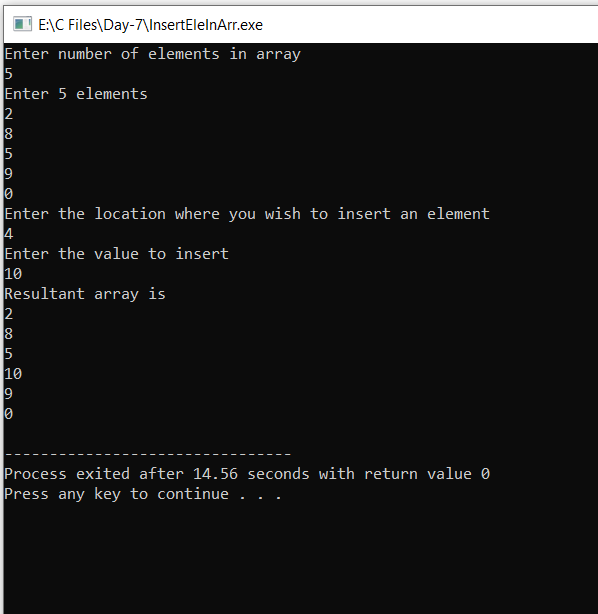 E:\C Files\Day-7\InsertEleInArr.exe
Enter number of elements in array
5
Enter 5 elements
2
8
5
9
0
Enter the location where you wish to insert an element
4
Enter the value to insert
10
Resultant array is
2
8
5
10
9
0
--------------------------------
Process exited after 14.56 seconds with return value 0
Press any key to continue . . .